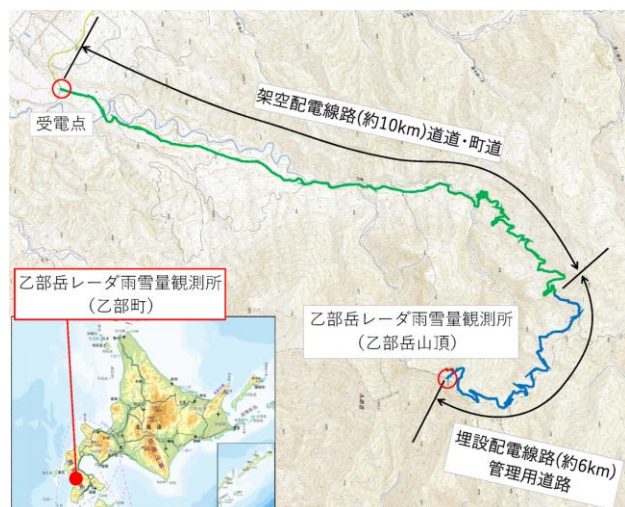 架空配電線路(約10km)道道・町道
受電点
乙部岳レーダ雨雪量観測所
(乙部町)
乙部岳レーダ雨雪量観測所
(乙部岳山頂)
埋設配電線路(約6km)
管理用道路